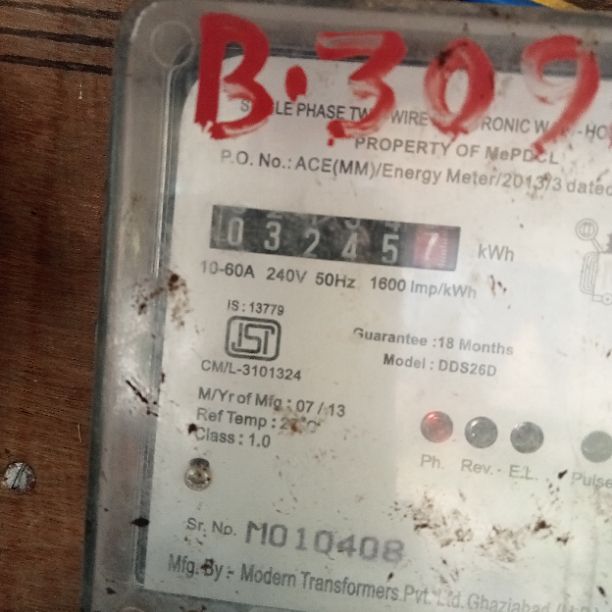 B.309
PHASE
PROPERTY OF MePDCL
P.O. No.: ACE(MM)/Energy Meter/2013/3 dated
032457 kWh
10-60A 240V 50Hz 1600 Imp/kWh
IS : 13779
ISI
CM/L-3101324
Guarantee :18 Months
Model : DDS26D
M/Yr of Mfg : 07 / 13
Ref Temp :
Class : 1.0
Ph. Rev. E.L. Pulse
Sr. No. M010408
Mfg. By :- Modern Transformers Pvt. Ltd. Ghaziabad